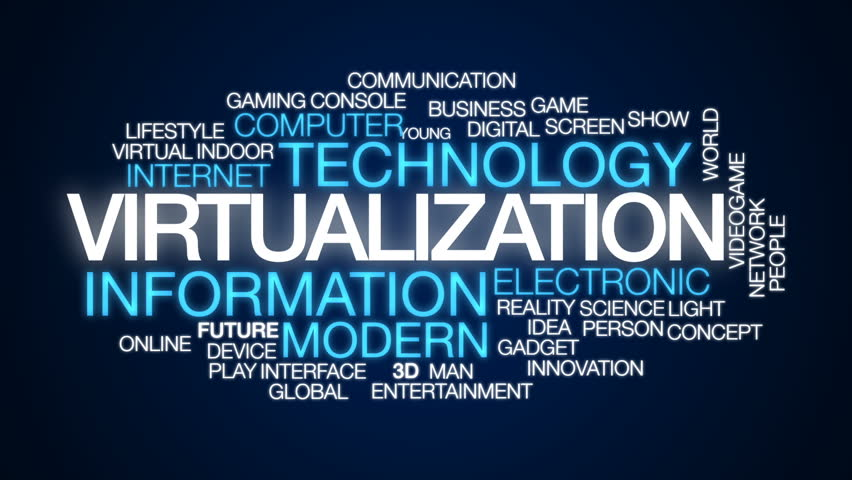 COMMUNICATION
GAMING CONSOLE
BUSINESS GAME
LIFESTYLE COMPUTER YOUNG DIGITAL SCREEN SHOW
VIRTUAL INDOOR TECHNOLOGY
INTERNET
WORLD
VIRTUALIZATION
VIDEOGAME
NETWORK
PEOPLE
INFORMATION ELECTRONIC
REALITY SCIENCE LIGHT
FUTURE MODERN IDEA PERSON CONCEPT
ONLINE DEVICE GADGET
PLAY INTERFACE 3D MAN INNOVATION
GLOBAL ENTERTAINMENT